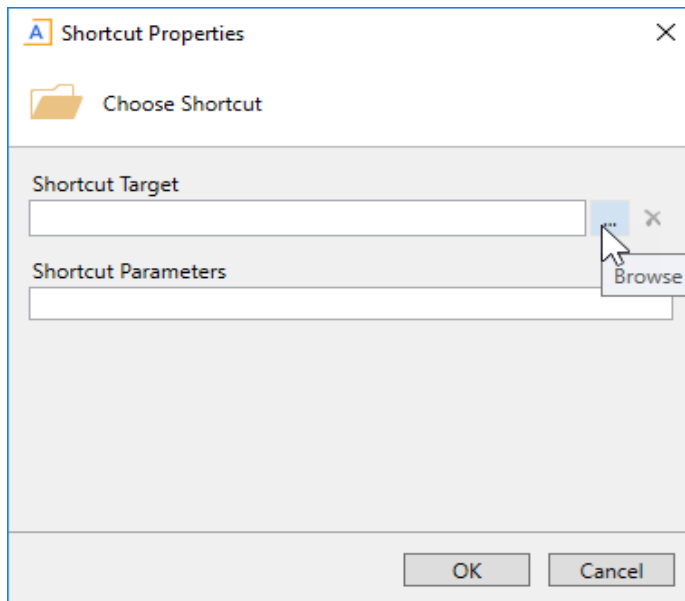 A Shortcut Properties
Choose Shortcut
Shortcut Target
...
Shortcut Parameters
Browse
OK
Cancel